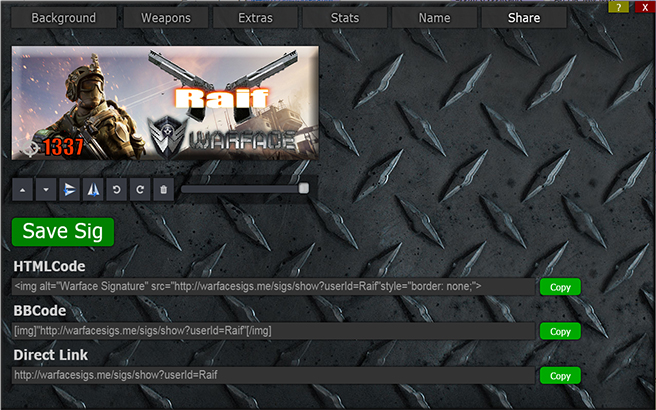 Background Weapons Extras Stats Name Share ? X
Raif
WARFACE
1337
Save Sig
HTMLCode
<img alt="Warface Signature" src="http://warfacesigs.me/sigs/show?userId=Raif"style="border: none;"> Copy
BBCode
[img]"http://warfacesigs.me/sigs/show?userId=Raif"[/img] Copy
Direct Link
http://warfacesigs.me/sigs/show?userId=Raif Copy